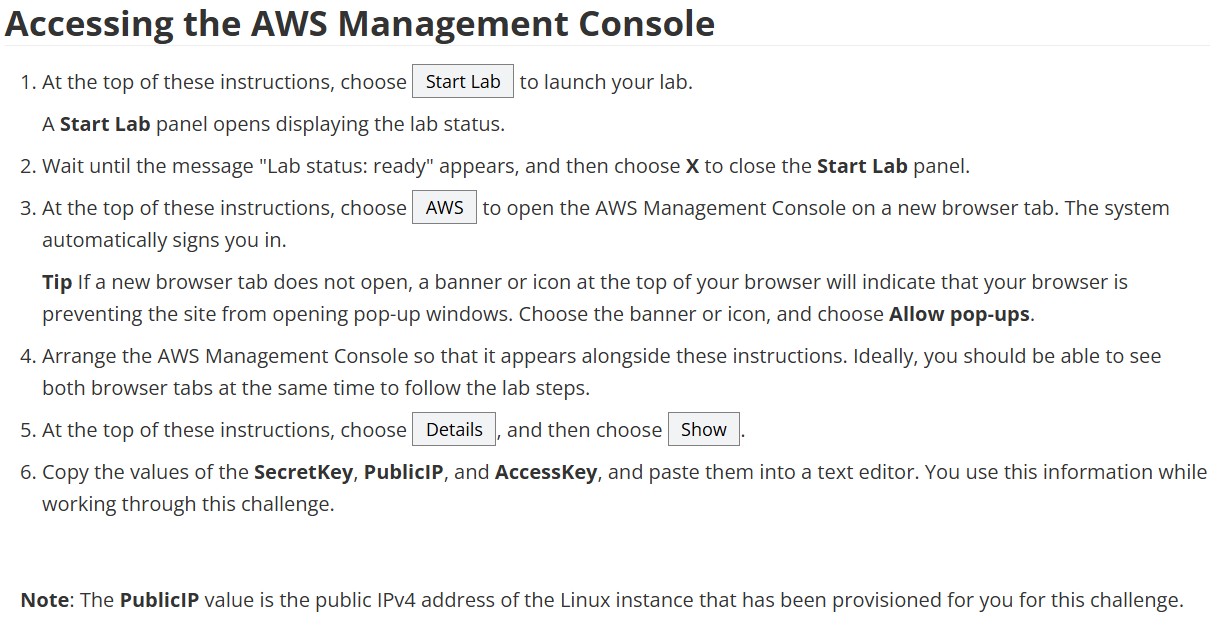 Accessing the AWS Management Console
1. At the top of these instructions, choose Start Lab to launch your lab.
A Start Lab panel opens displaying the lab status.
2. Wait until the message "Lab status: ready" appears, and then choose X to close the Start Lab panel.
3. At the top of these instructions, choose AWS to open the AWS Management Console on a new browser tab. The system
automatically signs you in.
Tip If a new browser tab does not open, a banner or icon at the top of your browser will indicate that your browser is
preventing the site from opening pop-up windows. Choose the banner or icon, and choose Allow pop-ups.
4. Arrange the AWS Management Console so that it appears alongside these instructions. Ideally, you should be able to see
both browser tabs at the same time to follow the lab steps.
5. At the top of these instructions, choose Details, and then choose Show.
6. Copy the values of the SecretKey, PublicIP, and AccessKey, and paste them into a text editor. You use this information while
working through this challenge.
Note: The PublicIP value is the public IPv4 address of the Linux instance that has been provisioned for you for this challenge.